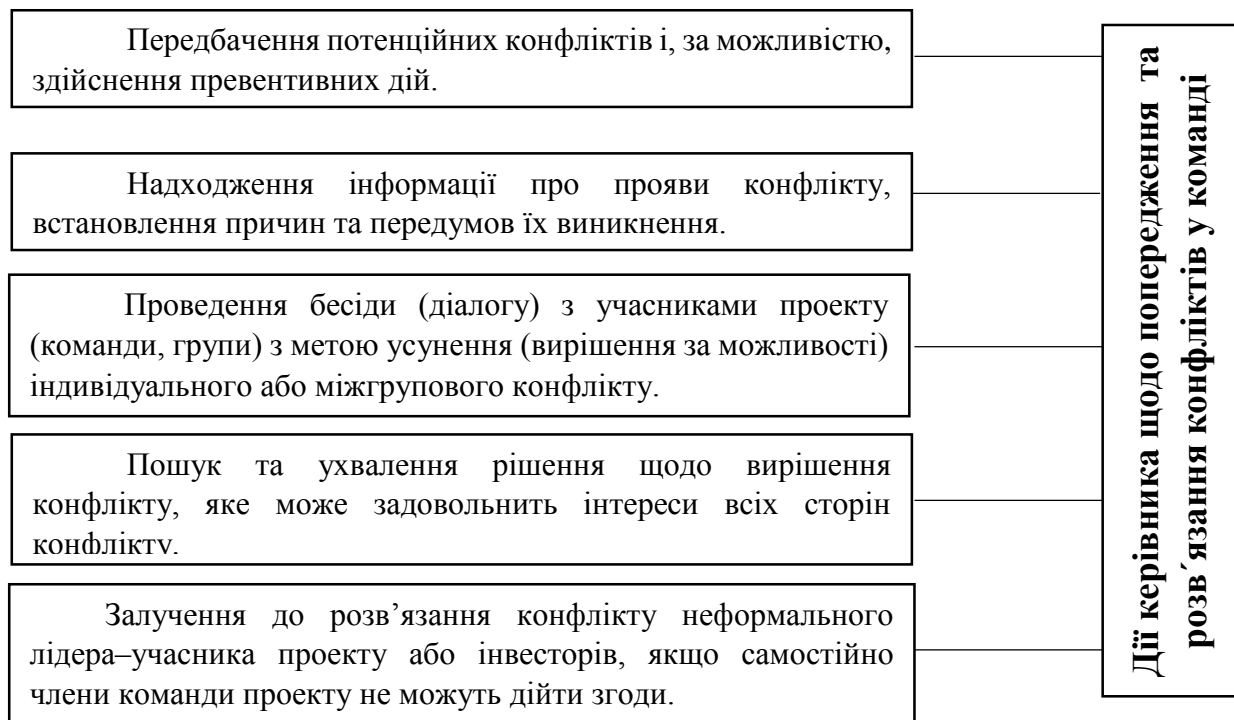 Передбачення потенційних конфліктів і, за можливістю,
здійснення превентивних дій.
Надходження інформації про прояви конфлікту,
встановлення причин та передумов їх виникнення.
Проведення бесіди (діалогу) з учасниками проекту
(команди, групи) з метою усунення (вирішення за можливості)
індивідуального або міжгрупового конфлікту.
Пошук та ухвалення рішення щодо вирішення
конфлікту, яке може задовольнить інтереси всіх сторін
конфлікту.
Залучення до розв’язання конфлікту неформального
лідера–учасника проекту або інвесторів, якщо самостійно
члени команди проекту не можуть дійти згоди.
Дії керівника щодо попередження та
розв´язання конфліктів у команді